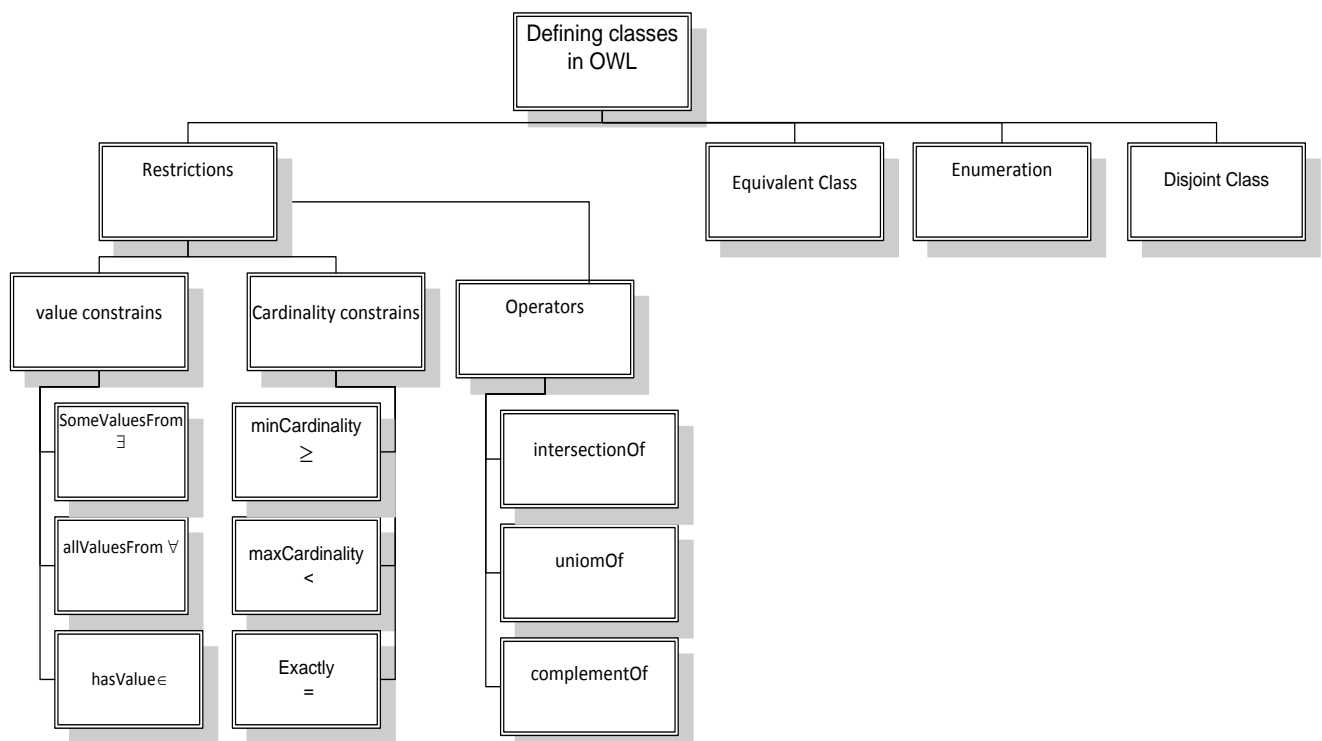 Defining classes
in OWL
Restrictions
Equivalent Class
Enumeration
Disjoint Class
value constrains
Cardinality constrains
Operators
SomeValuesFrom
∃
minCardinality
≥
intersectionOf
allValuesFrom ∀
maxCardinality
<
uniomOf
hasValue∈
Exactly
=
complementOf